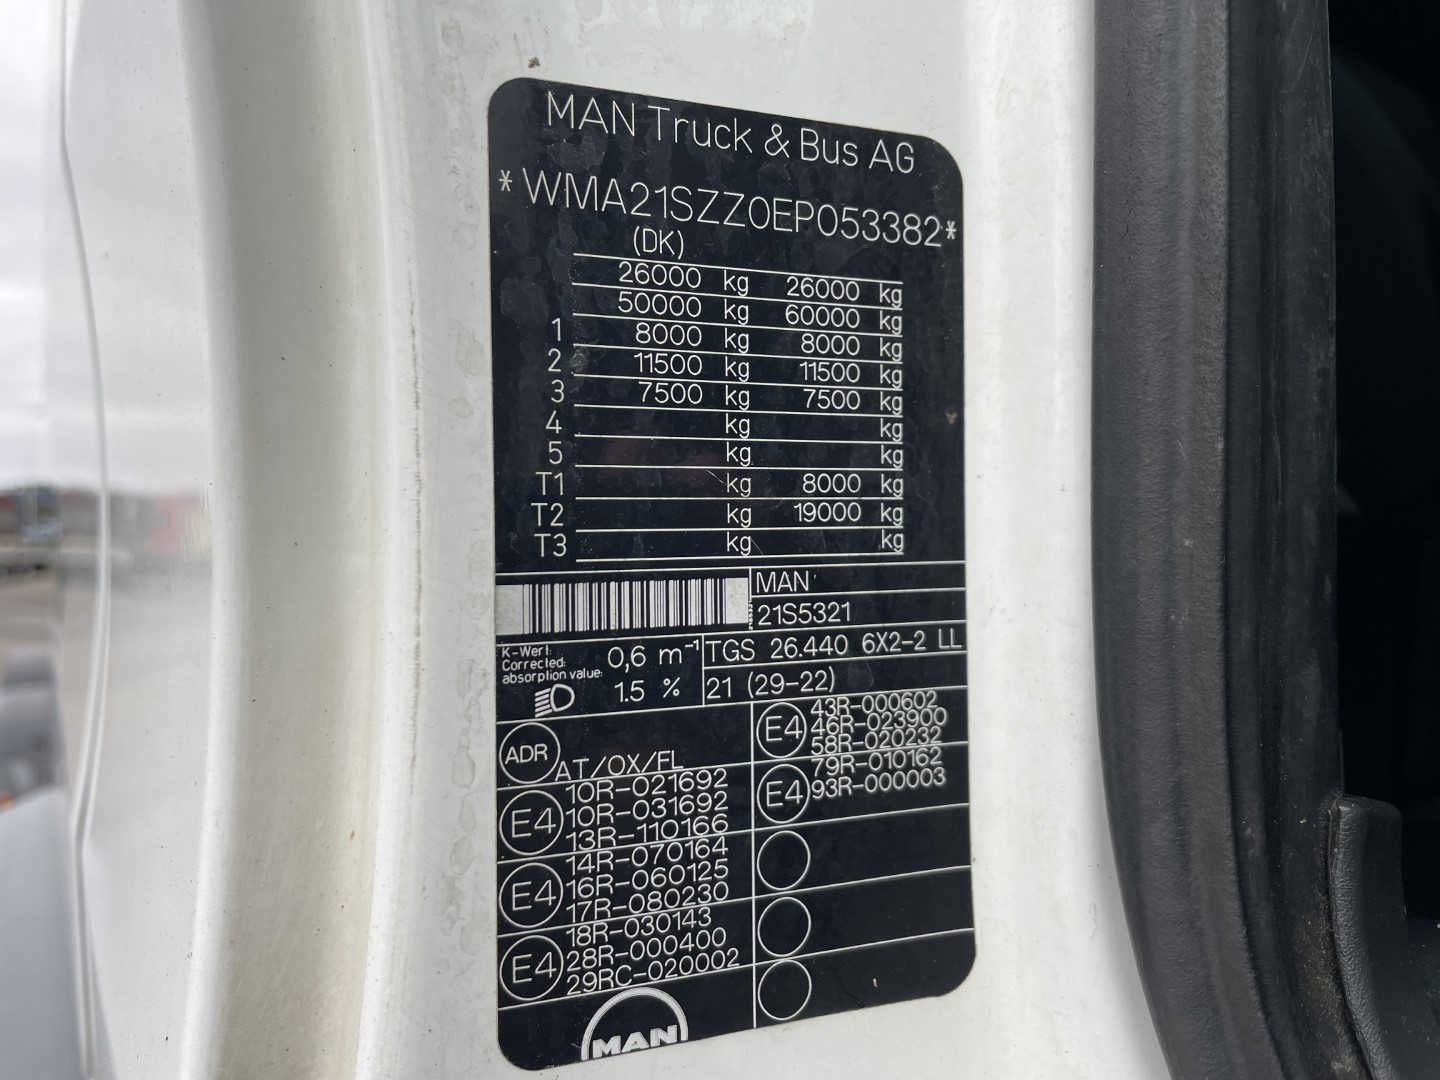 MAN Truck & Bus AG
* WMA21SZZ0EP053382 *
(DK)
26000 kg 26000 kg
50000 kg 60000 kg
1 8000 kg 8000 kg
2 11500 kg 11500 kg
3 7500 kg 7500 kg
4 kg kg
5 kg kg
T1 kg 8000 kg
T2 kg 19000 kg
T3 kg kg
MAN
21S5321
K-Wert:
Corrected:
absorption value: 0,6 m⁻¹
1.5 %
TGS 26.440 6X2-2 LL
21 (29-22)
ADR AT/OX/FL
E4 10R-021692
10R-031692
13R-110166
E4 14R-070164
16R-060125
17R-080230
E4 18R-030143
28R-000400
29RC-020002
E4 43R-000602
46R-023900
58R-020232
E4 79R-010162
93R-000003
MAN